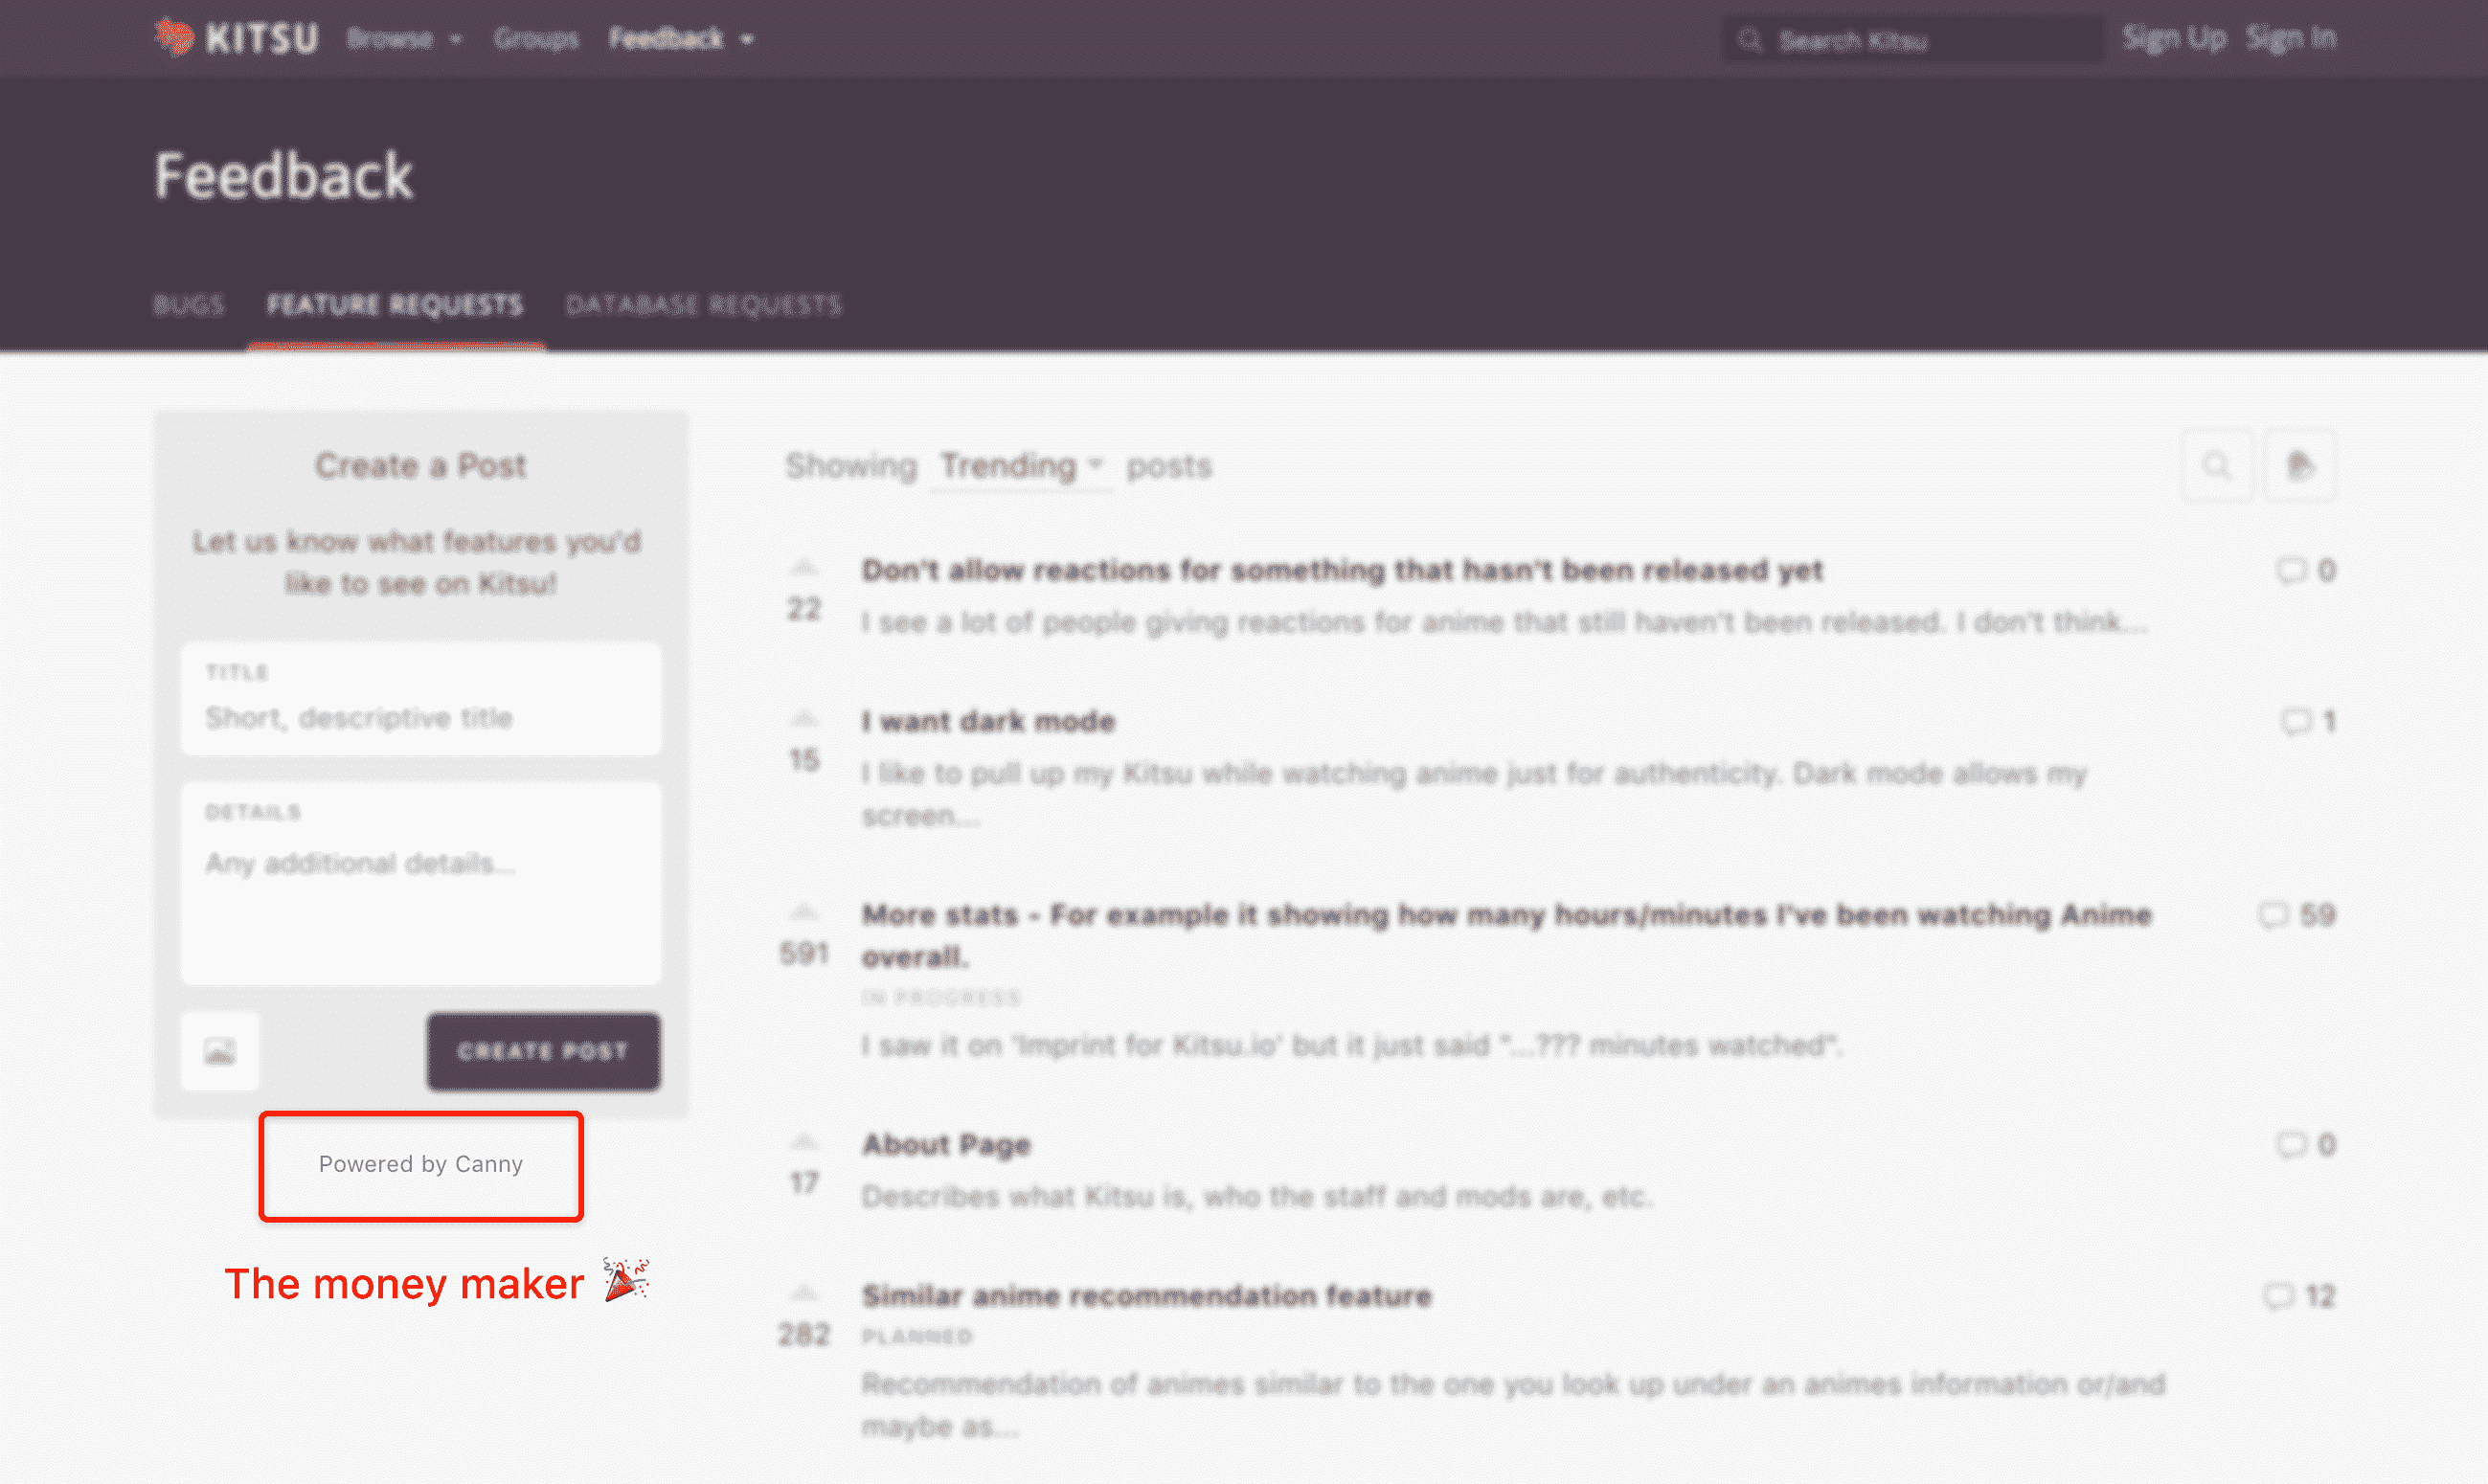 KITSU Browse Groups Feedback Search Kitsu Sign Up Sign In
Feedback
BUGS FEATURE REQUESTS DATABASE REQUESTS
Create a Post
Let us know what features you'd
like to see on Kitsu!
TITLE
Short, descriptive title
DETAILS
Any additional details...
CREATE POST
Powered by Canny
The money maker 🎉
Showing Trending posts
Don't allow reactions for something that hasn't been released yet 0
22
I see a lot of people giving reactions for anime that still haven't been released. I don't think...
I want dark mode 1
15
I like to pull up my Kitsu while watching anime just for authenticity. Dark mode allows my
screen...
More stats - For example it showing how many hours/minutes I've been watching Anime 59
591
overall.
IN PROGRESS
I saw it on 'Imprint for Kitsu.io' but it just said "...??? minutes watched".
About Page 0
17
Describes what Kitsu is, who the staff and mods are, etc.
Similar anime recommendation feature 12
282
PLANNED
Recommendation of animes similar to the one you look up under an animes information or/and
maybe as...